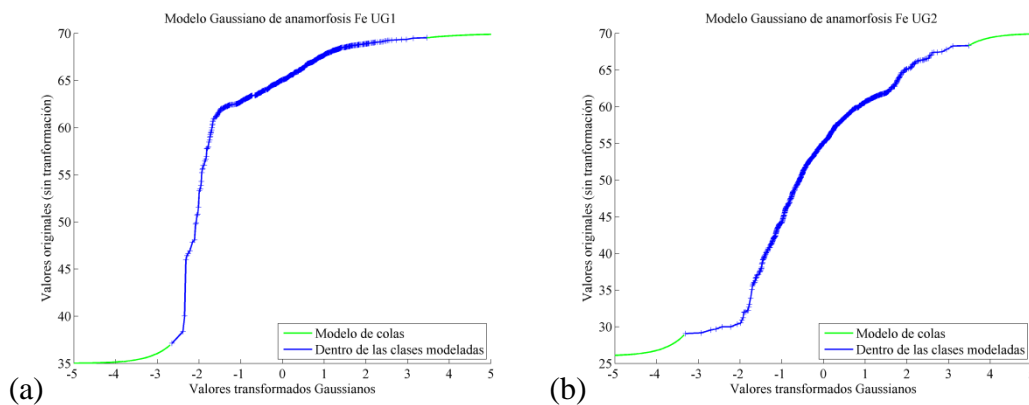 Modelo Gaussiano de anamorfosis Fe UG1
70
65
60
55
50
45
40
35
Valores originales (sin tranformación)
-5 -4 -3 -2 -1 0 1 2 3 4 5
Valores transformados Gaussianos
Modelo de colas
Dentro de las clases modeladas
(a)
Modelo Gaussiano de anamorfosis Fe UG2
70
65
60
55
50
45
40
35
30
25
Valores originales (sin tranformación)
-5 -4 -3 -2 -1 0 1 2 3 4
Valores transformados Gaussianos
Modelo de colas
Dentro de las clases modeladas
(b)